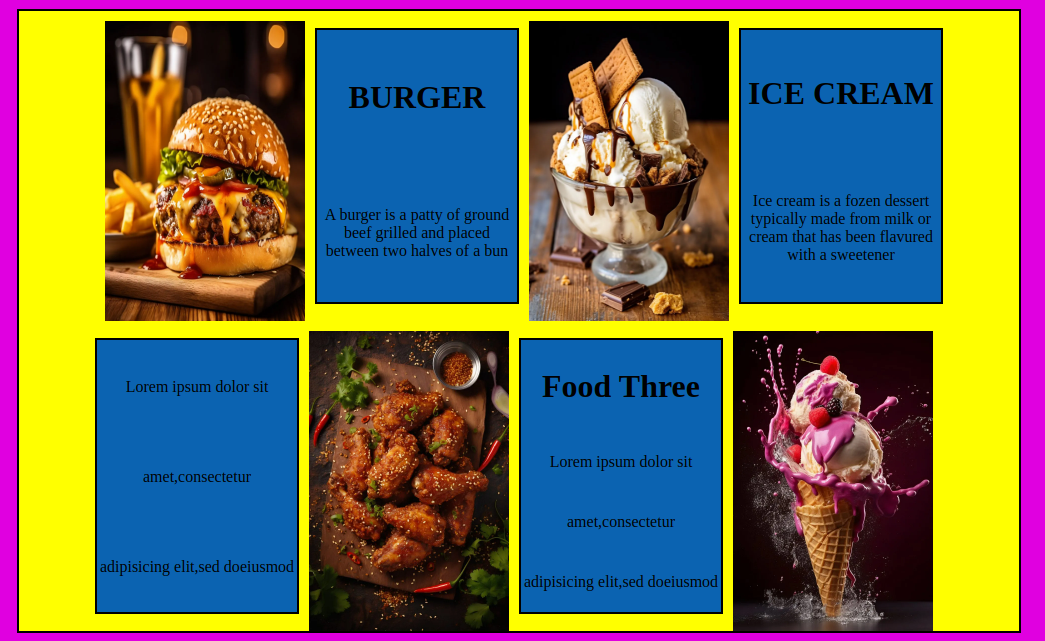 BURGER
A burger is a patty of ground
beef grilled and placed
between two halves of a bun
ICE CREAM
Ice cream is a fozen dessert
typically made from milk or
cream that has been flavured
with a sweetener
Lorem ipsum dolor sit
amet,consectetur
adipisicing elit,sed doeiusmod
Food Three
Lorem ipsum dolor sit
amet,consectetur
adipisicing elit,sed doeiusmod